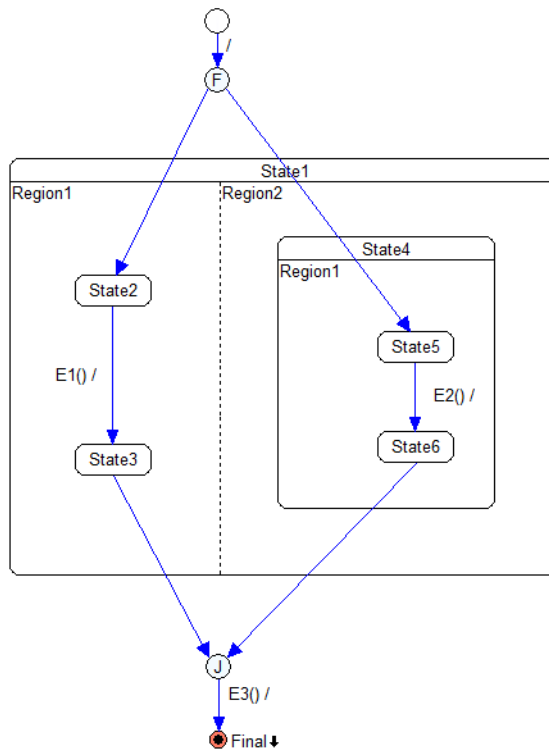 /
F
State1
Region1
Region2
State4
Region1
State2
State5
E1() /
E2() /
State6
State3
J
E3() /
Final